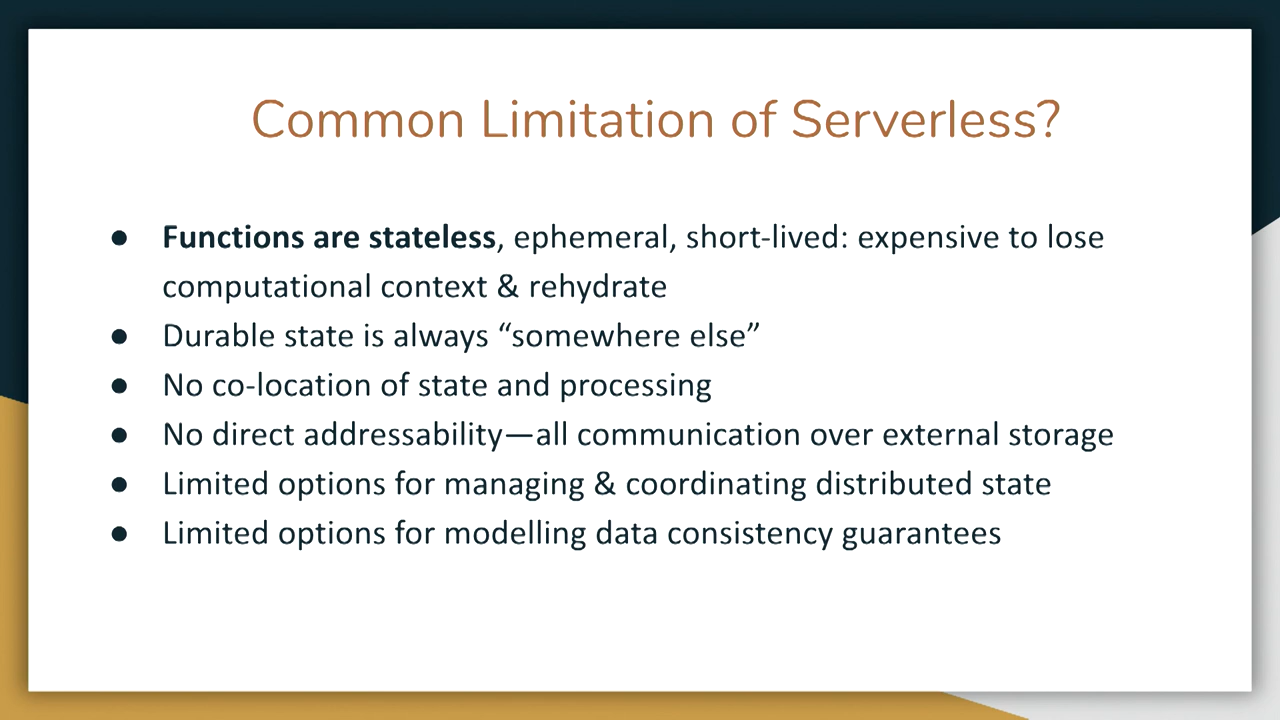 Common Limitation of Serverless?
● Functions are stateless, ephemeral, short-lived: expensive to lose
computational context & rehydrate
● Durable state is always “somewhere else”
● No co-location of state and processing
● No direct addressability—all communication over external storage
● Limited options for managing & coordinating distributed state
● Limited options for modelling data consistency guarantees